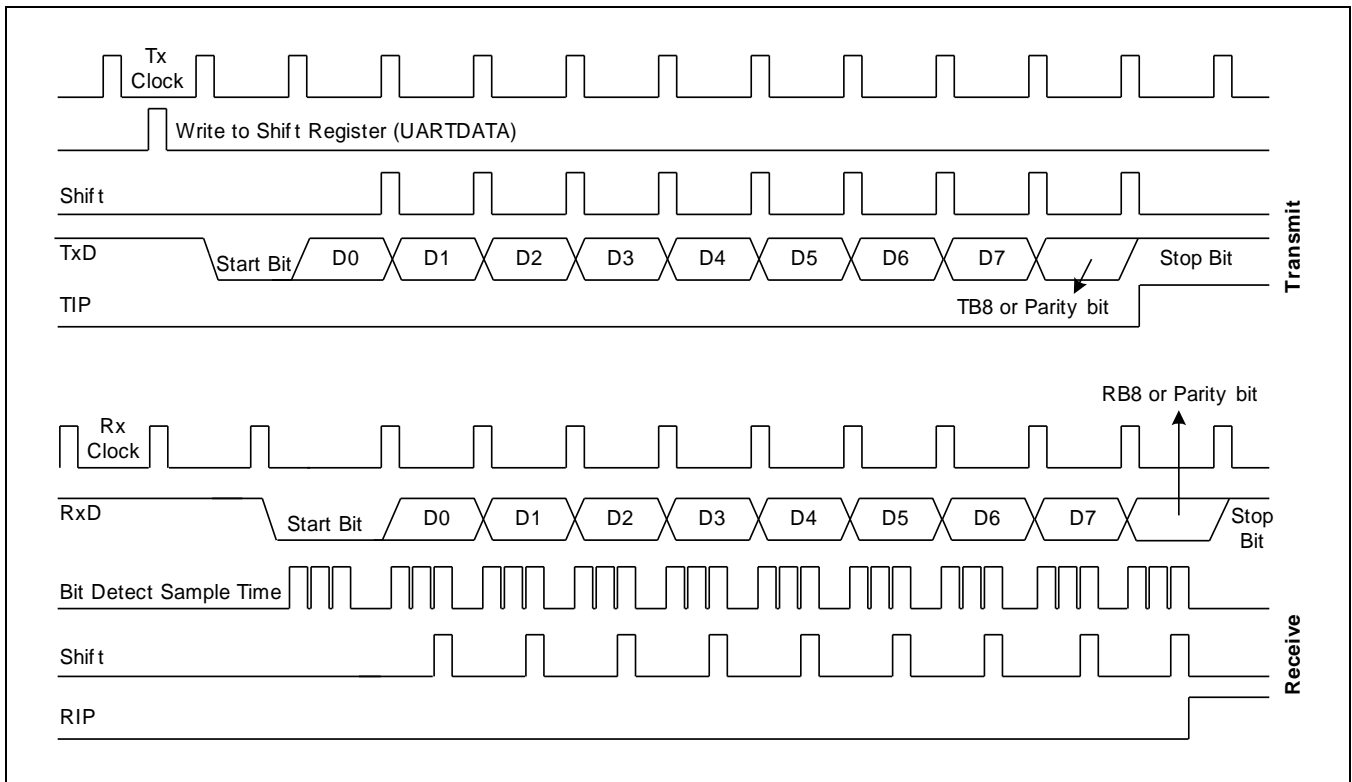 Tx
Clock
Write to Shift Register (UARTDATA)
Shift
TxD
Start Bit
D0
D1
D2
D3
D4
D5
D6
D7
Stop Bit
TB8 or Parity bit
TIP
Transmit
RB8 or Parity bit
Rx
Clock
RxD
Start Bit
D0
D1
D2
D3
D4
D5
D6
D7
Stop
Bit
Bit Detect Sample Time
Shift
RIP
Receive